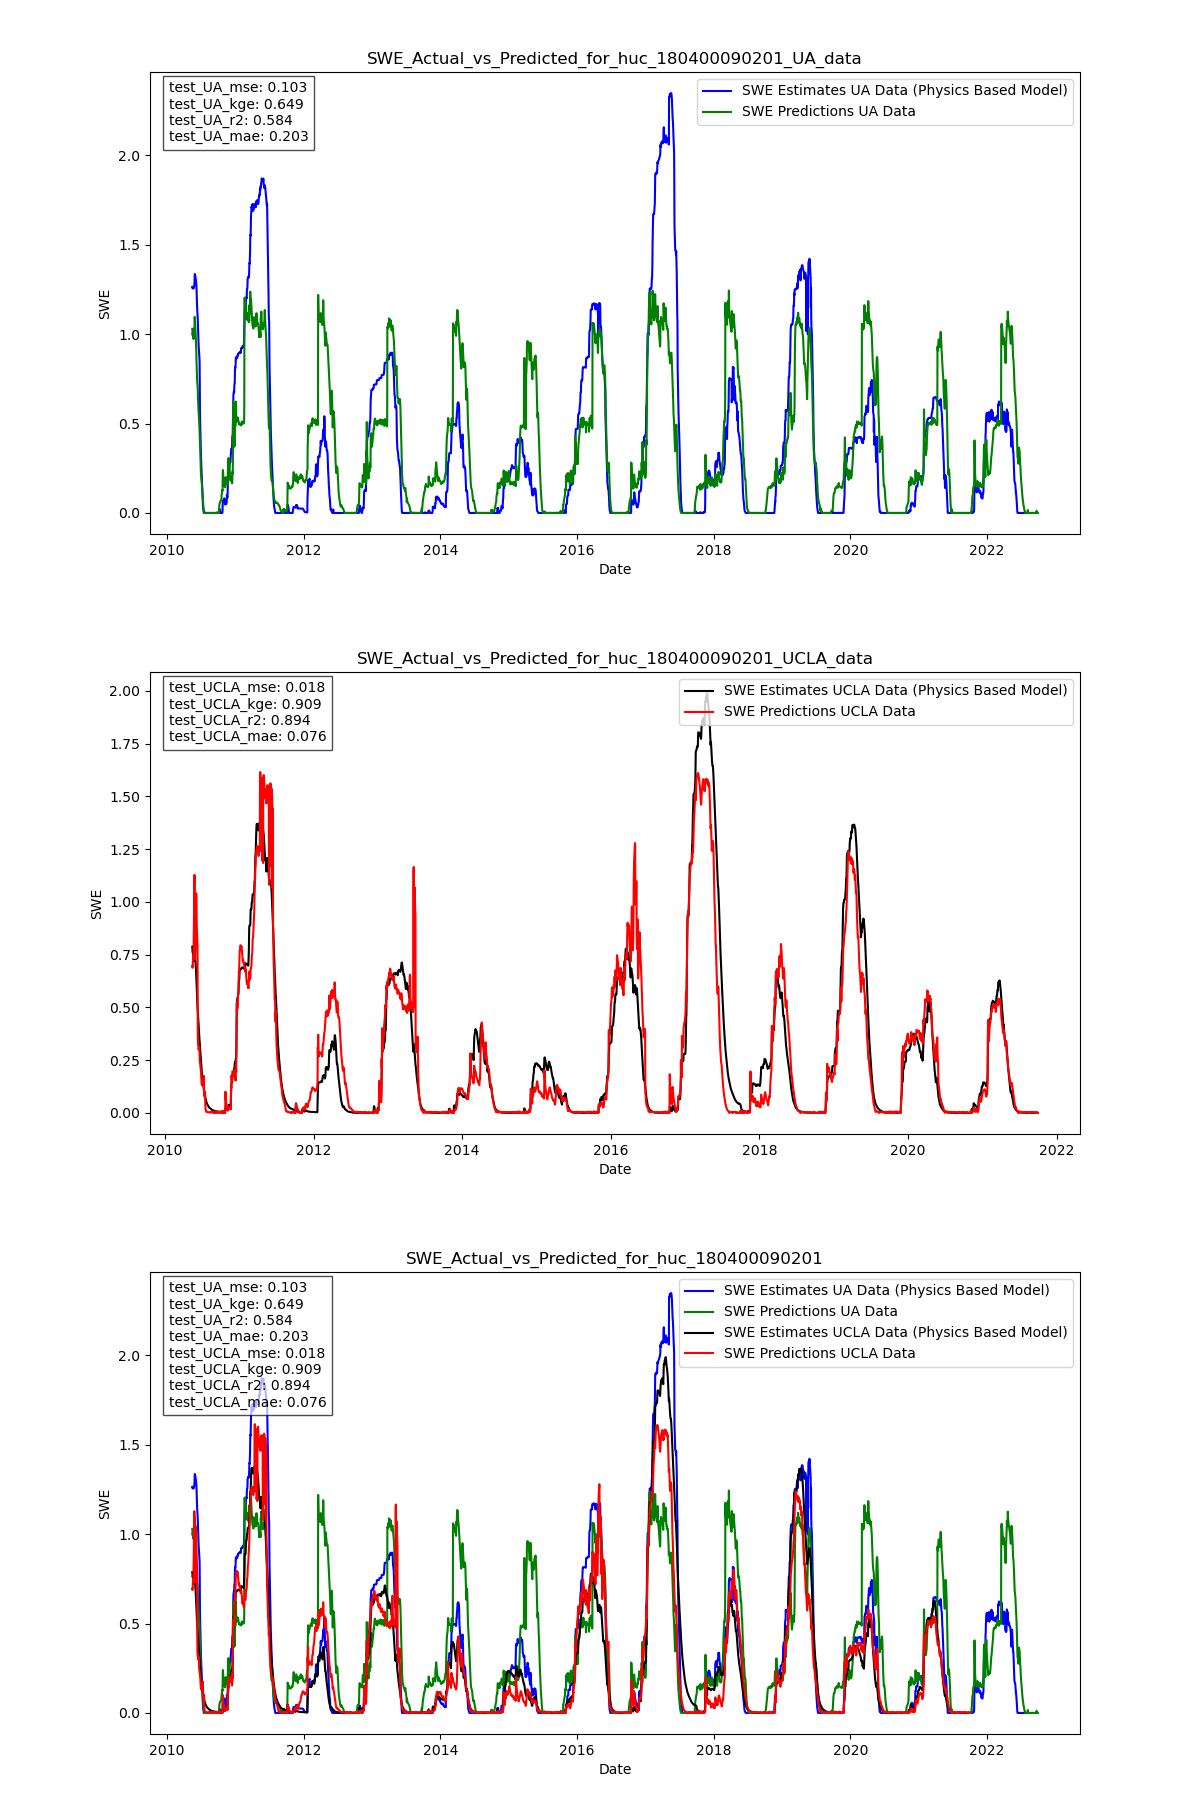 SWE_Actual_vs_Predicted_for_huc_180400090201_UA_data
test_UA_mse: 0.103
test_UA_kge: 0.649
test_UA_r2: 0.584
test_UA_mae: 0.203
SWE Estimates UA Data (Physics Based Model)
SWE Predictions UA Data
SWE
2.0
1.5
1.0
0.5
0.0
2010
2012
2014
2016
2018
2020
2022
Date
SWE_Actual_vs_Predicted_for_huc_180400090201_UCLA_data
test_UCLA_mse: 0.018
test_UCLA_kge: 0.909
test_UCLA_r2: 0.894
test_UCLA_mae: 0.076
SWE Estimates UCLA Data (Physics Based Model)
SWE Predictions UCLA Data
SWE
2.00
1.75
1.50
1.25
1.00
0.75
0.50
0.25
0.00
2010
2012
2014
2016
2018
2020
2022
Date
SWE_Actual_vs_Predicted_for_huc_180400090201
test_UA_mse: 0.103
test_UA_kge: 0.649
test_UA_r2: 0.584
test_UA_mae: 0.203
test_UCLA_mse: 0.018
test_UCLA_kge: 0.909
test_UCLA_r2: 0.894
test_UCLA_mae: 0.076
SWE Estimates UA Data (Physics Based Model)
SWE Predictions UA Data
SWE Estimates UCLA Data (Physics Based Model)
SWE Predictions UCLA Data
SWE
2.0
1.5
1.0
0.5
0.0
2010
2012
2014
2016
2018
2020
2022
Date